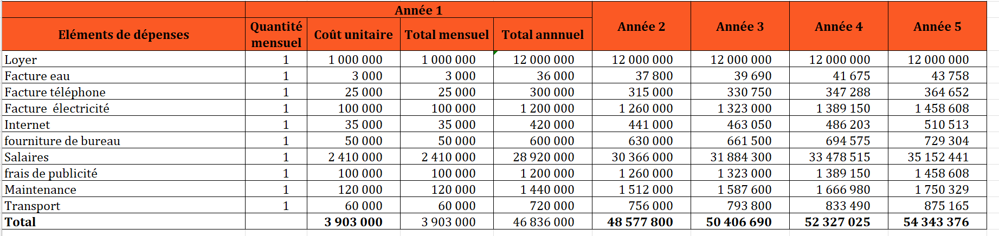 Année 1
Eléments de dépenses Quantité mensuel Coût unitaire Total mensuel Total annnuel Année 2 Année 3 Année 4 Année 5
Loyer 1 1 000 000 1 000 000 12 000 000 12 000 000 12 000 000 12 000 000 12 000 000
Facture eau 1 3 000 3 000 36 000 37 800 39 690 41 675 43 758
Facture téléphone 1 25 000 25 000 300 000 315 000 330 750 347 288 364 652
Facture électricité 1 100 000 100 000 1 200 000 1 260 000 1 323 000 1 389 150 1 458 608
Internet 1 35 000 35 000 420 000 441 000 463 050 486 203 510 513
fourniture de bureau 1 50 000 50 000 600 000 630 000 661 500 694 575 729 304
Salaires 1 2 410 000 2 410 000 28 920 000 30 366 000 31 884 300 33 478 515 35 152 441
frais de publicité 1 100 000 100 000 1 200 000 1 260 000 1 323 000 1 389 150 1 458 608
Maintenance 1 120 000 120 000 1 440 000 1 512 000 1 587 600 1 666 980 1 750 329
Transport 1 60 000 60 000 720 000 756 000 793 800 833 490 875 165
Total 3 903 000 3 903 000 46 836 000 48 577 800 50 406 690 52 327 025 54 343 376